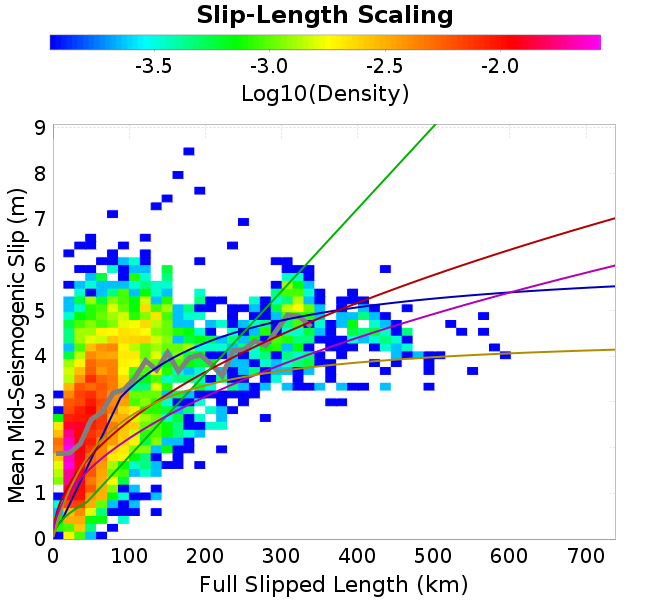 Slip-Length Scaling
-3.5 -3.0 -2.5 -2.0
Log10(Density)
9
8
7
6
5
4
3
2
1
0
Mean Mid-Seismogenic Slip (m)
0 100 200 300 400 500 600 700
Full Slipped Length (km)